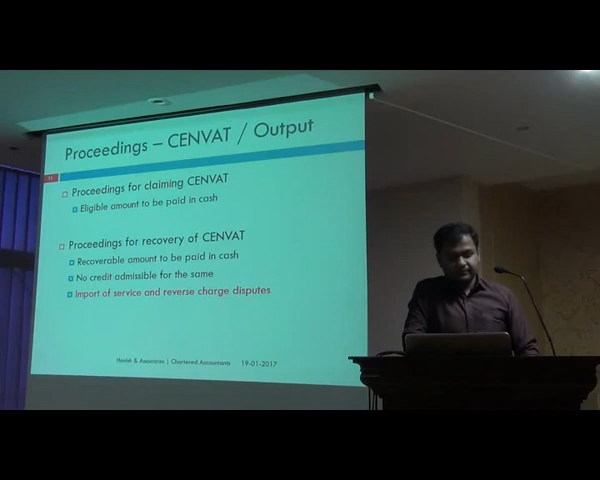 Proceedings – CENVAT / Output
11
Proceedings for claiming CENVAT
Eligible amount to be paid in cash
Proceedings for recovery of CENVAT
Recoverable amount to be paid in cash
No credit admissible for the same
Import of service and reverse charge disputes
& Associates | Chartered Accountants 19-01-2017